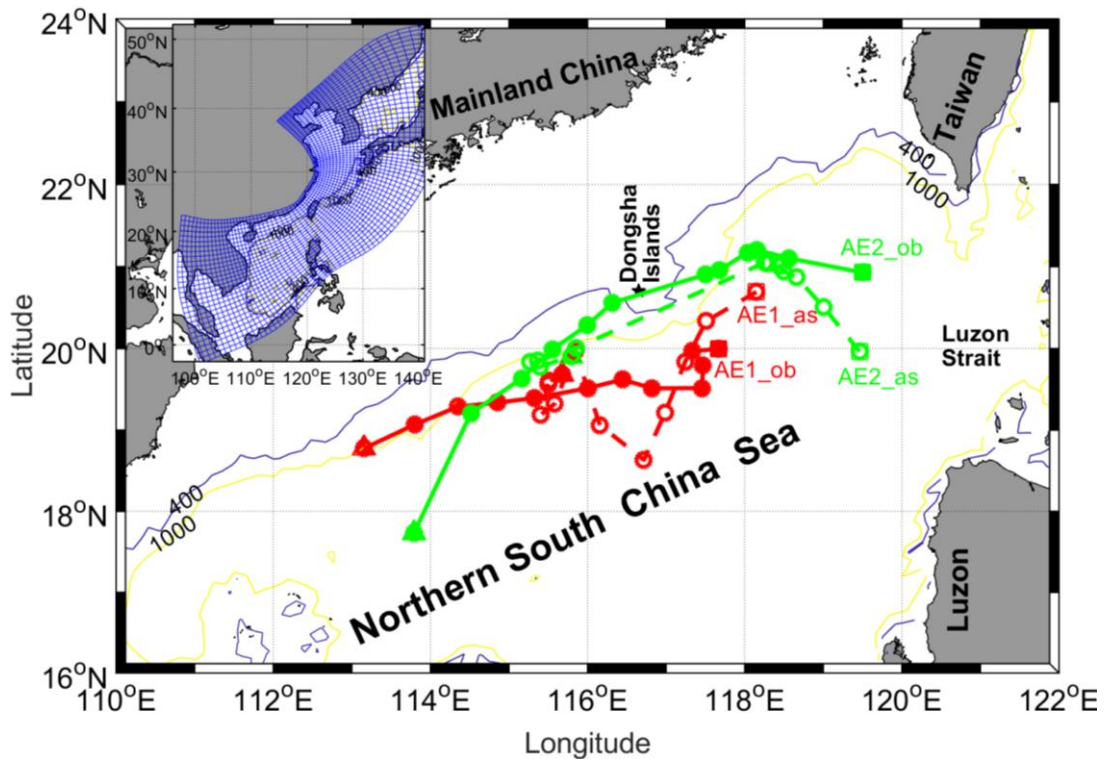 24°N
22°N
20°N
18°N
16°N
110°E 112°E 114°E 116°E 118°E 120°E 122°E
Latitude
Longitude
50°N
40°N
30°N
20°N
10°N
0°N
100°E 110°E 120°E 130°E 140°E
Mainland China
Taiwan
400
1000
Dongsha
Islands
AE2_ob
AE1_as
AE1_ob
AE2_as
Luzon
Strait
400
1000
Northern South China Sea
Luzon